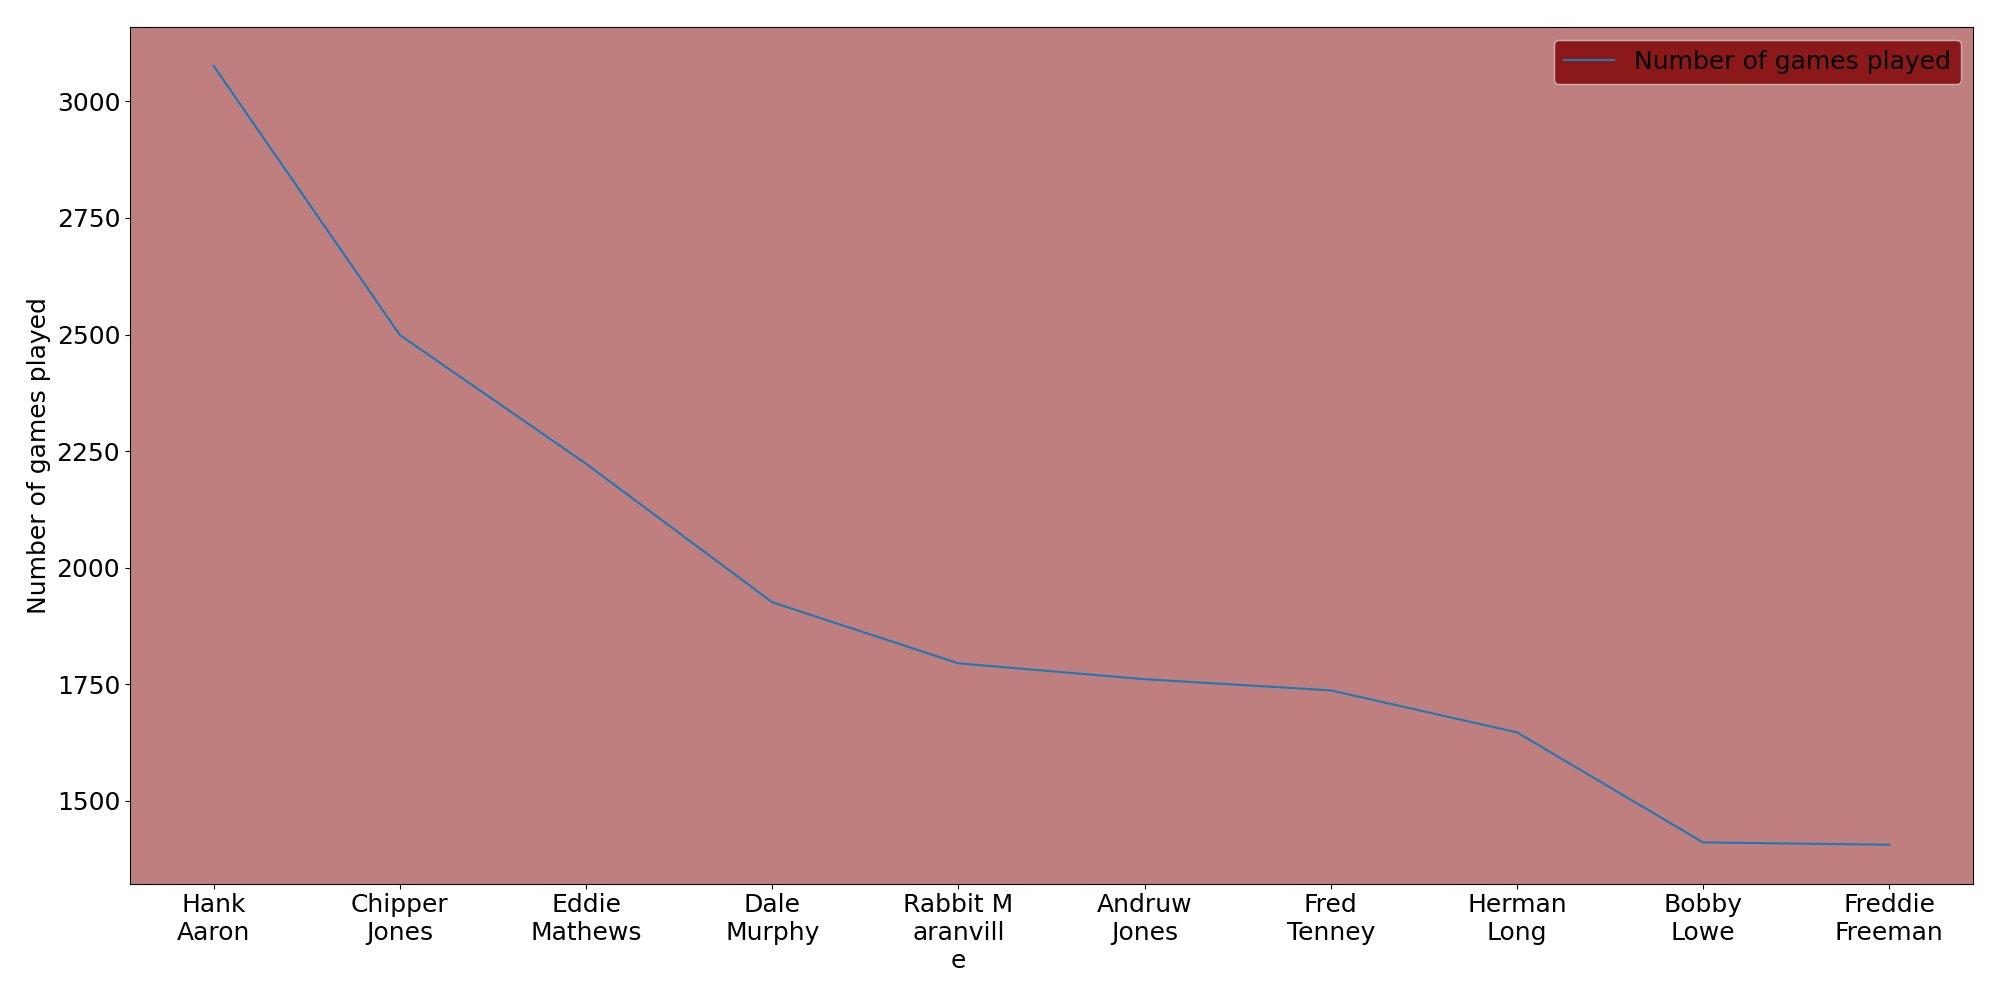 Number of games played
Number of games played
3000
2750
2500
2250
2000
1750
1500
Hank
Aaron
Chipper
Jones
Eddie
Mathews
Dale
Murphy
Rabbit M
aranvill
e
Andruw
Jones
Fred
Tenney
Herman
Long
Bobby
Lowe
Freddie
Freeman